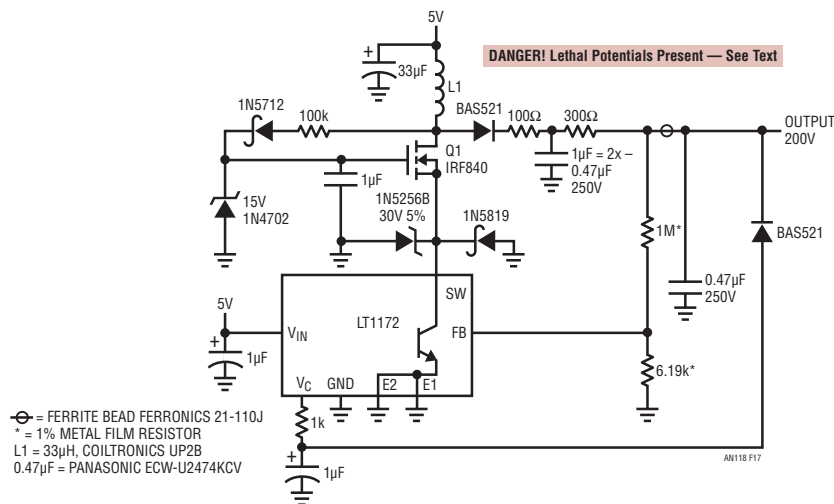 5V
DANGER! Lethal Potentials Present — See Text
+
33µF
L1
1N5712
100k
BAS521
100Ω
300Ω
OUTPUT
200V
Q1
IRF840
1µF = 2x –
0.47µF
250V
1µF
15V
1N4702
1N5256B
30V 5%
1N5819
1M*
BAS521
0.47µF
250V
5V
SW
LT1172
VIN
FB
+
1µF
VC
GND
E2
E1
6.19k*
1k
= FERRITE BEAD FERRONICS 21-110J
* = 1% METAL FILM RESISTOR
L1 = 33µH, COILTRONICS UP2B
0.47µF = PANASONIC ECW-U2474KCV
+
1µF
AN118 F17